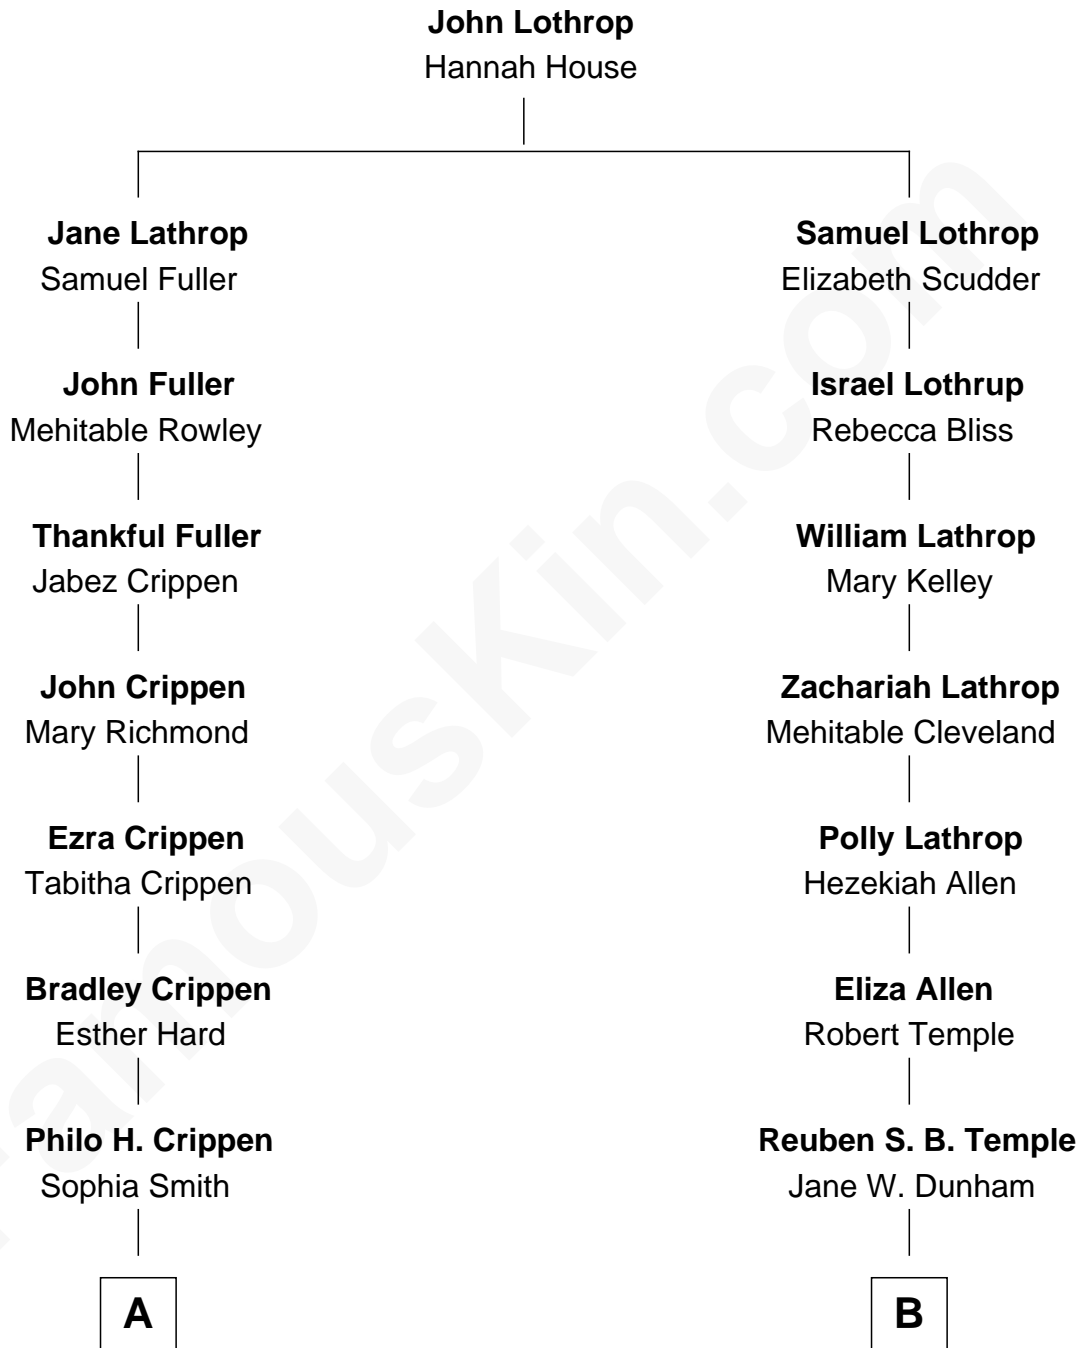 John Lothrop
Hannah House
Jane Lathrop
Samuel Fuller
Samuel Lothrop
Elizabeth Scudder
John Fuller
Mehitable Rowley
Israel Lothrup
Rebecca Bliss
Thankful Fuller
Jabez Crippen
William Lathrop
Mary Kelley
John Crippen
Mary Richmond
Zachariah Lathrop
Mehitable Cleveland
Ezra Crippen
Tabitha Crippen
Polly Lathrop
Hezekiah Allen
Bradley Crippen
Esther Hard
Eliza Allen
Robert Temple
Philo H. Crippen
Sophia Smith
Reuben S. B. Temple
Jane W. Dunham
A
B
FamousKin.com